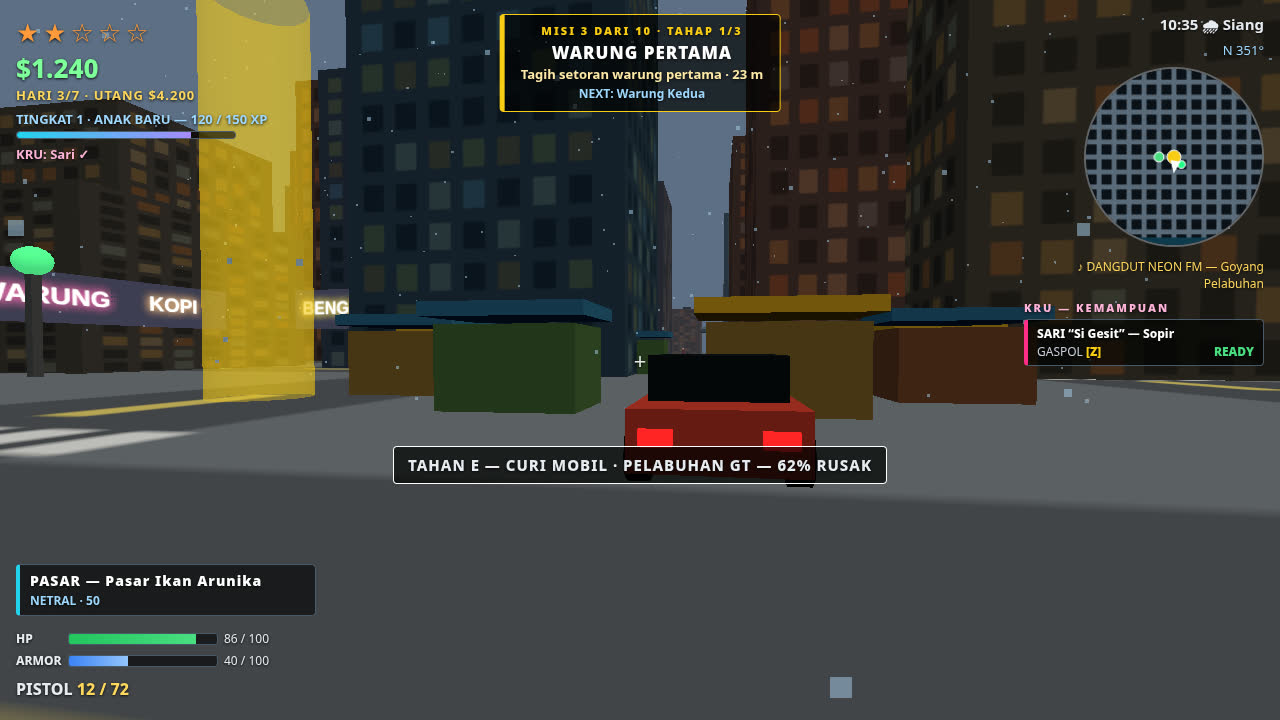 $1.240
HARI 3/7 · UTANG $4.200
TINGKAT 1 · ANAK BARU — 120 / 150 XP
KRU: Sari ✓
MISI 3 DARI 10 · TAHAP 1/3
WARUNG PERTAMA
Tagih setoran warung pertama · 23 m
NEXT: Warung Kedua
10:35 🌧 Siang
N 351°
♪ DANGDUT NEON FM — Goyang
Pelabuhan
KRU — KEMAMPUAN
SARI “Si Gesit” — Sopir
GASPOL [Z] READY
WARUNG KOPI BENG
TAHAN E — CURI MOBIL · PELABUHAN GT — 62% RUSAK
PASAR — Pasar Ikan Arunika
NETRAL · 50
HP 86 / 100
ARMOR 40 / 100
PISTOL 12 / 72